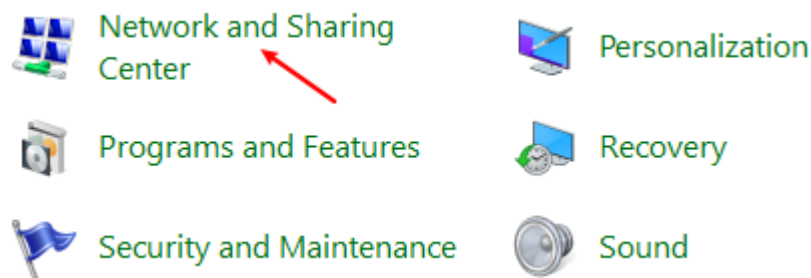 Network and Sharing
Center
Personalization
Programs and Features
Recovery
Security and Maintenance
Sound